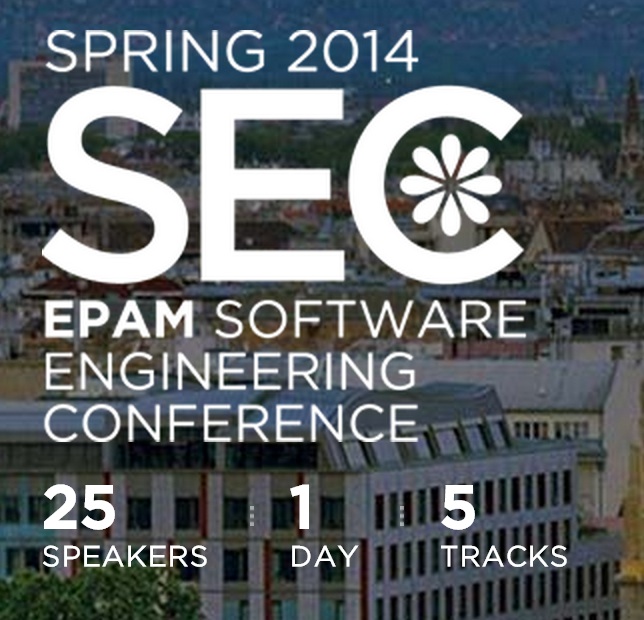 SPRING 2014
SEC
EPAM SOFTWARE
ENGINEERING
CONFERENCE
25 1 5
SPEAKERS DAY TRACKS